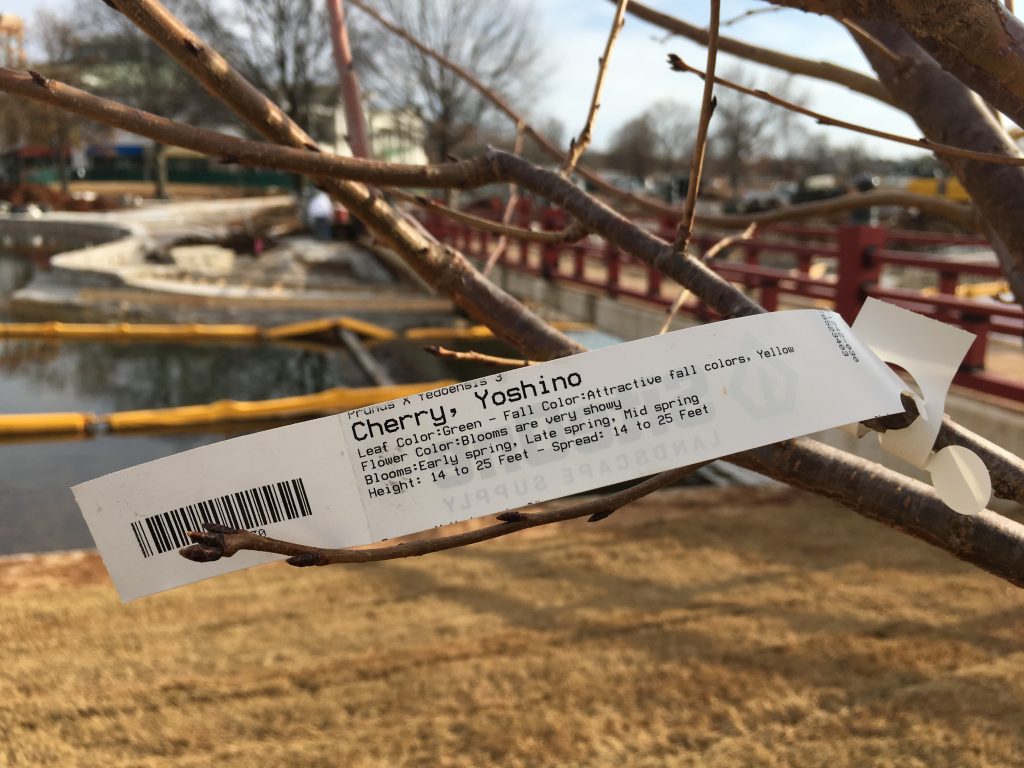 Prunus X Yedoensis 3
Cherry, Yoshino
Leaf Color:Green - Fall Color:Attractive fall colors, Yellow
Flower Color:Blooms are very showy
Blooms:Early spring, Late spring, Mid spring
Height: 14 to 25 Feet - Spread: 14 to 25 Feet
LANDSCAPE SUPPLY